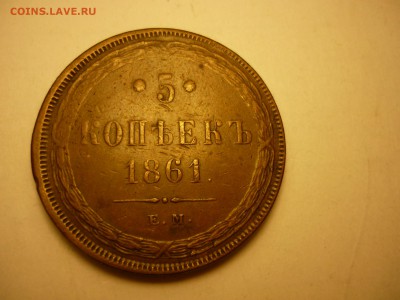 COINS.LAVE.RU
• 5 •
КОПѢЕКЪ
1861.
Е. М.